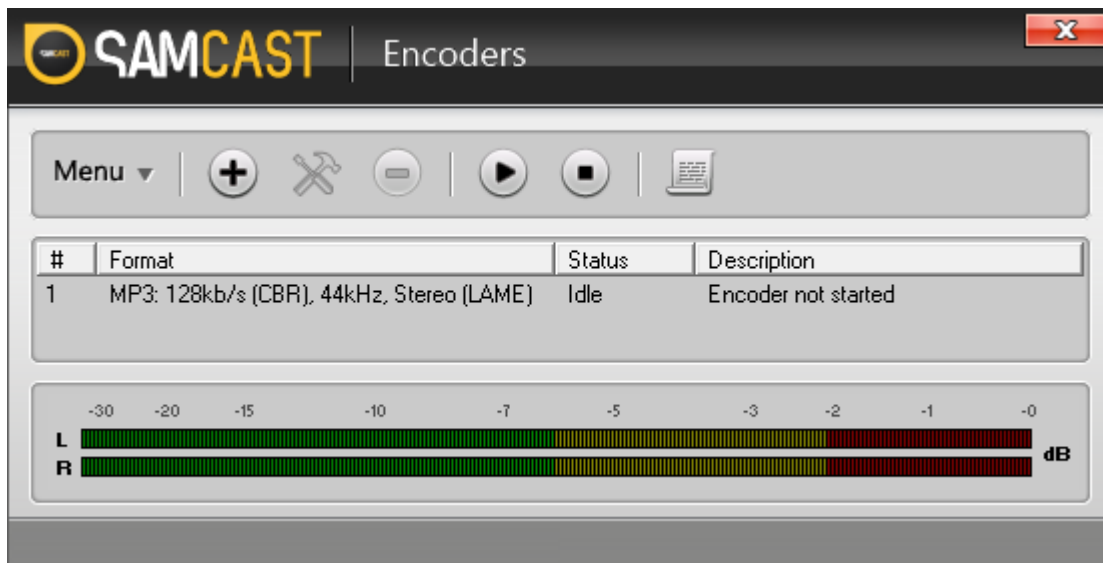 SAMCAST Encoders
Menu
# Format Status Description
1 MP3: 128kb/s (CBR), 44kHz, Stereo (LAME) Idle Encoder not started
-30 -20 -15 -10 -7 -5 -3 -2 -1 -0
L
dB
R